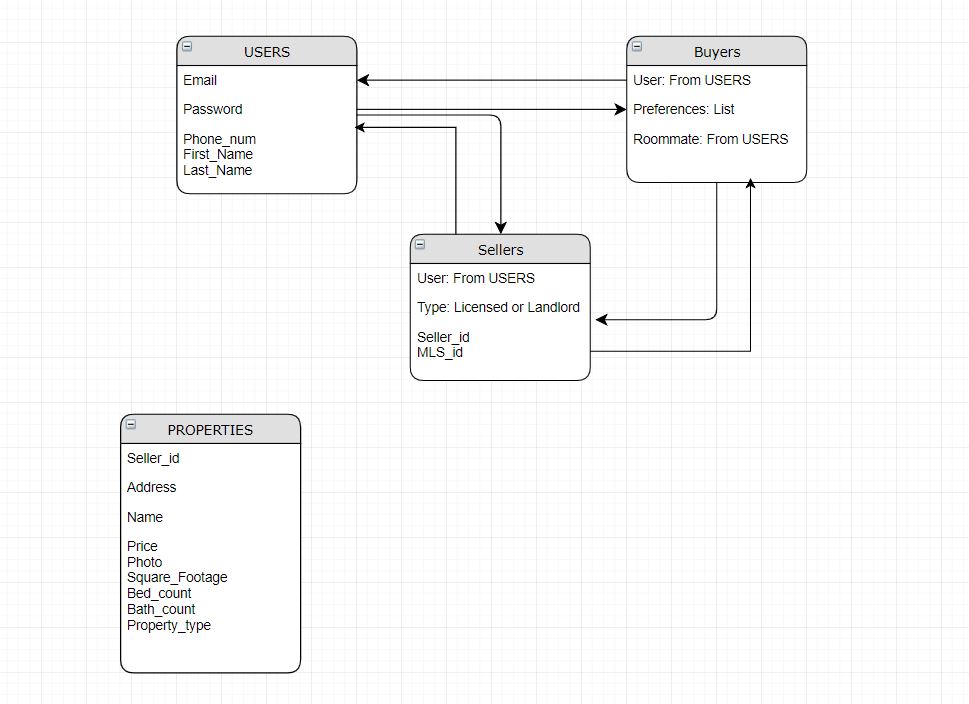 USERS
Email
Password
Phone_num
First_Name
Last_Name
Buyers
User: From USERS
Preferences: List
Roommate: From USERS
Sellers
User: From USERS
Type: Licensed or Landlord
Seller_id
MLS_id
PROPERTIES
Seller_id
Address
Name
Price
Photo
Square_Footage
Bed_count
Bath_count
Property_type